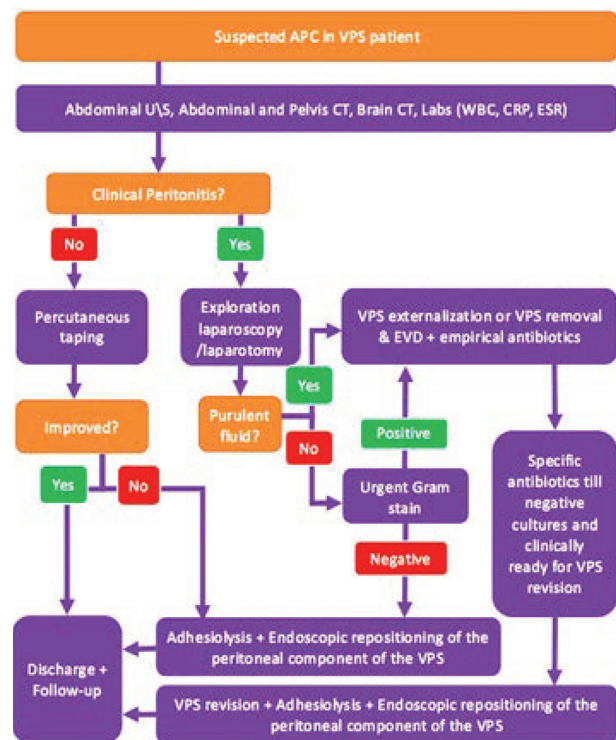 Suspected APC in VPS patient
Abdominal U\S, Abdominal and Pelvis CT, Brain CT, Labs (WBC, CRP, ESR)
Clinical Peritonitis?
No
Yes
Percutaneous
taping
Exploration
laparoscopy
/laparotomy
VPS externalization or VPS removal
& EVD + empirical antibiotics
Improved?
Purulent
fluid?
Yes
No
Positive
Yes
No
Urgent Gram
stain
Negative
Specific
antibiotics till
negative
cultures and
clinically
ready for VPS
revision
Adhesiolysis + Endoscopic repositioning of the
peritoneal component of the VPS
Discharge +
Follow-up
VPS revision + Adhesiolysis + Endoscopic repositioning of the
peritoneal component of the VPS